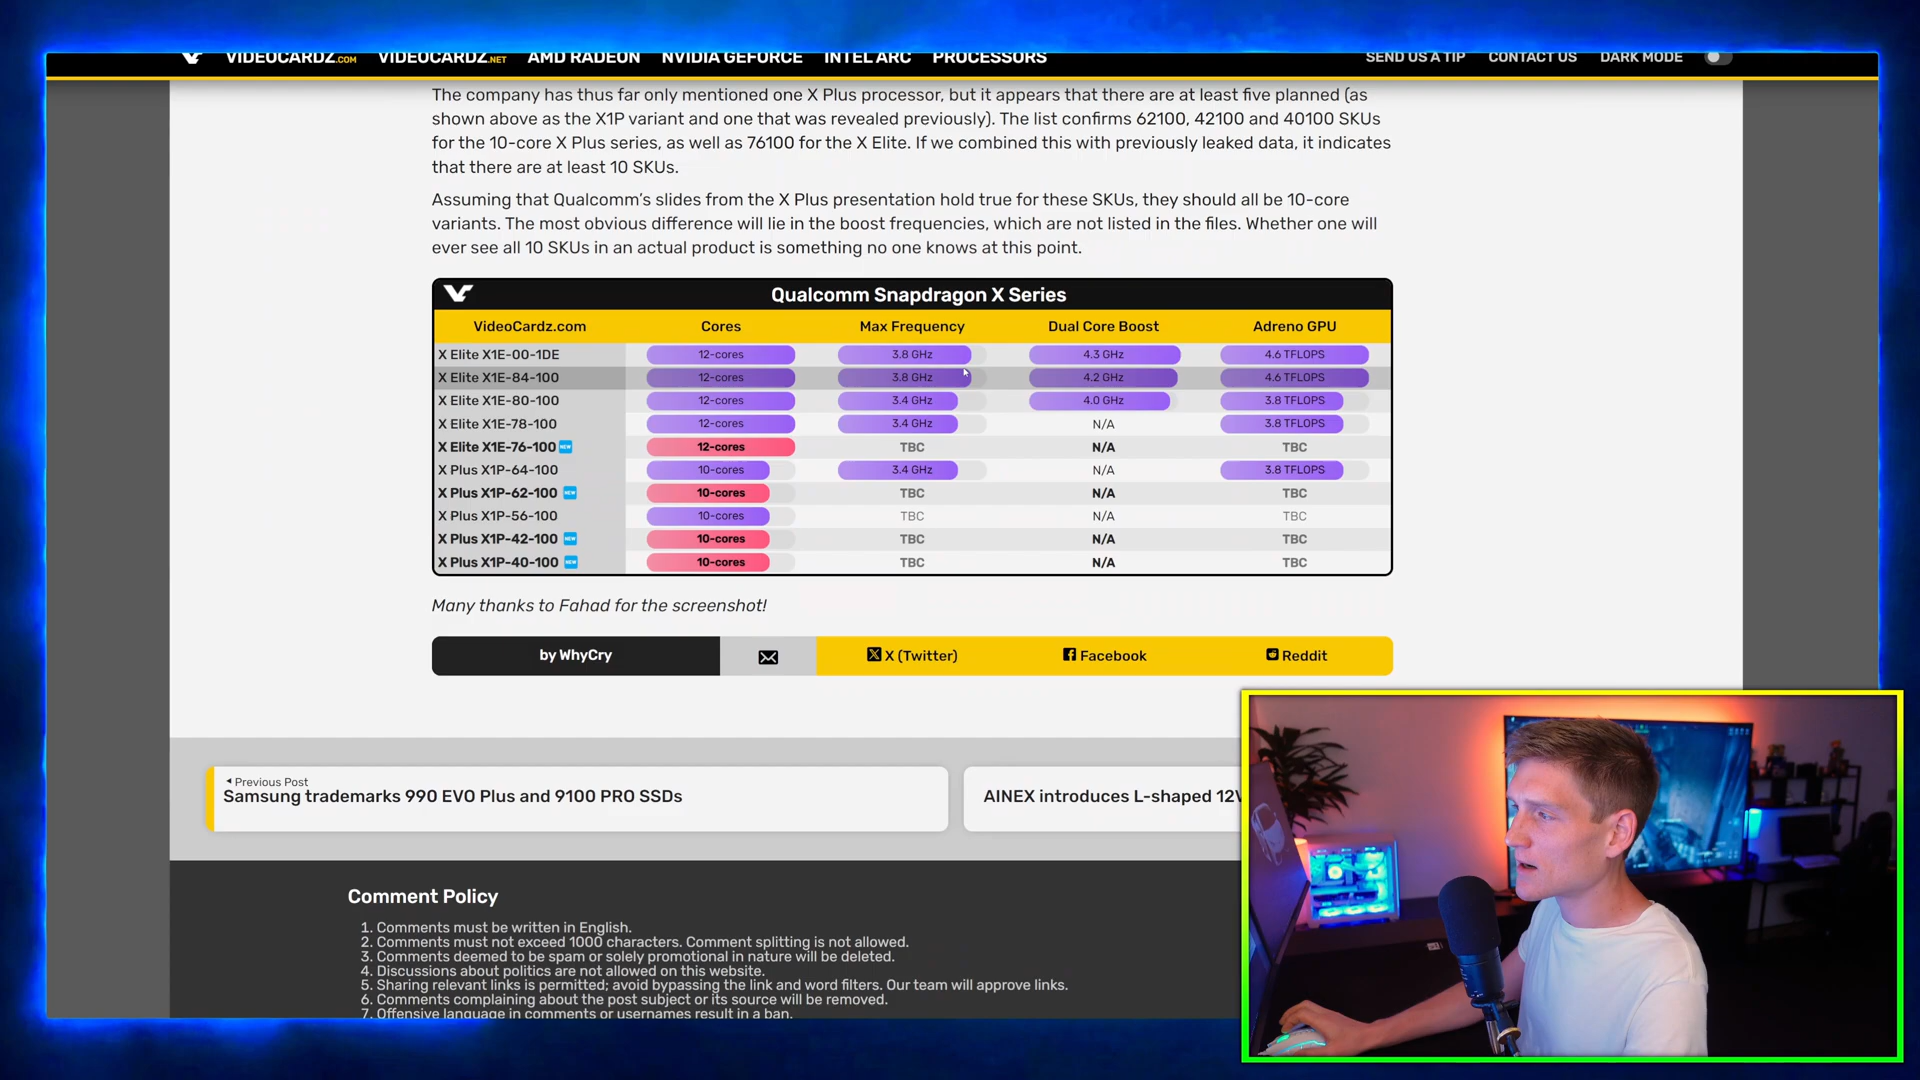 VIDEOCARDZ.COM VIDEOCARDZ.NET AMD RADEON NVIDIA GEFORCE INTEL ARC PROCESSORS SEND US A TIP CONTACT US DARK MODE
The company has thus far only mentioned one X Plus processor, but it appears that there are at least five planned (as
shown above as the X1P variant and one that was revealed previously). The list confirms 62100, 42100 and 40100 SKUs
for the 10-core X Plus series, as well as 76100 for the X Elite. If we combined this with previously leaked data, it indicates
that there are at least 10 SKUs.
Assuming that Qualcomm's slides from the X Plus presentation hold true for these SKUs, they should all be 10-core
variants. The most obvious difference will lie in the boost frequencies, which are not listed in the files. Whether one will
ever see all 10 SKUs in an actual product is something no one knows at this point.
Qualcomm Snapdragon X Series
VideoCardz.com Cores Max Frequency Dual Core Boost Adreno GPU
X Elite X1E-00-1DE 12-cores 3.8 GHz 4.3 GHz 4.6 TFLOPS
X Elite X1E-84-100 12-cores 3.8 GHz 4.2 GHz 4.6 TFLOPS
X Elite X1E-80-100 12-cores 3.4 GHz 4.0 GHz 3.8 TFLOPS
X Elite X1E-78-100 12-cores 3.4 GHz N/A 3.8 TFLOPS
X Elite X1E-76-100 NEW 12-cores TBC N/A TBC
X Plus X1P-64-100 10-cores 3.4 GHz N/A 3.8 TFLOPS
X Plus X1P-62-100 NEW 10-cores TBC N/A TBC
X Plus X1P-56-100 10-cores TBC N/A TBC
X Plus X1P-42-100 NEW 10-cores TBC N/A TBC
X Plus X1P-40-100 NEW 10-cores TBC N/A TBC
Many thanks to Fahad for the screenshot!
by WhyCry X (Twitter) Facebook Reddit
Previous Post
Samsung trademarks 990 EVO Plus and 9100 PRO SSDs
AINEX introduces L-shaped 12V
Comment Policy
1. Comments must be written in English.
2. Comments must not exceed 1000 characters. Comment splitting is not allowed.
3. Comments deemed to be spam or solely promotional in nature will be deleted.
4. Discussions about politics are not allowed on this website.
5. Sharing relevant links is permitted; avoid bypassing the link and word filters. Our team will approve links.
6. Comments complaining about the post subject or its source will be removed.
7. Offensive language in comments or usernames result in a ban.